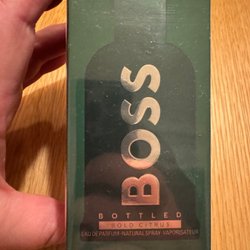 BOSS
BOTTLED
BOLD CITRUS
EAU DE PARFUM-NATURAL SPRAY-VAPORISATEUR